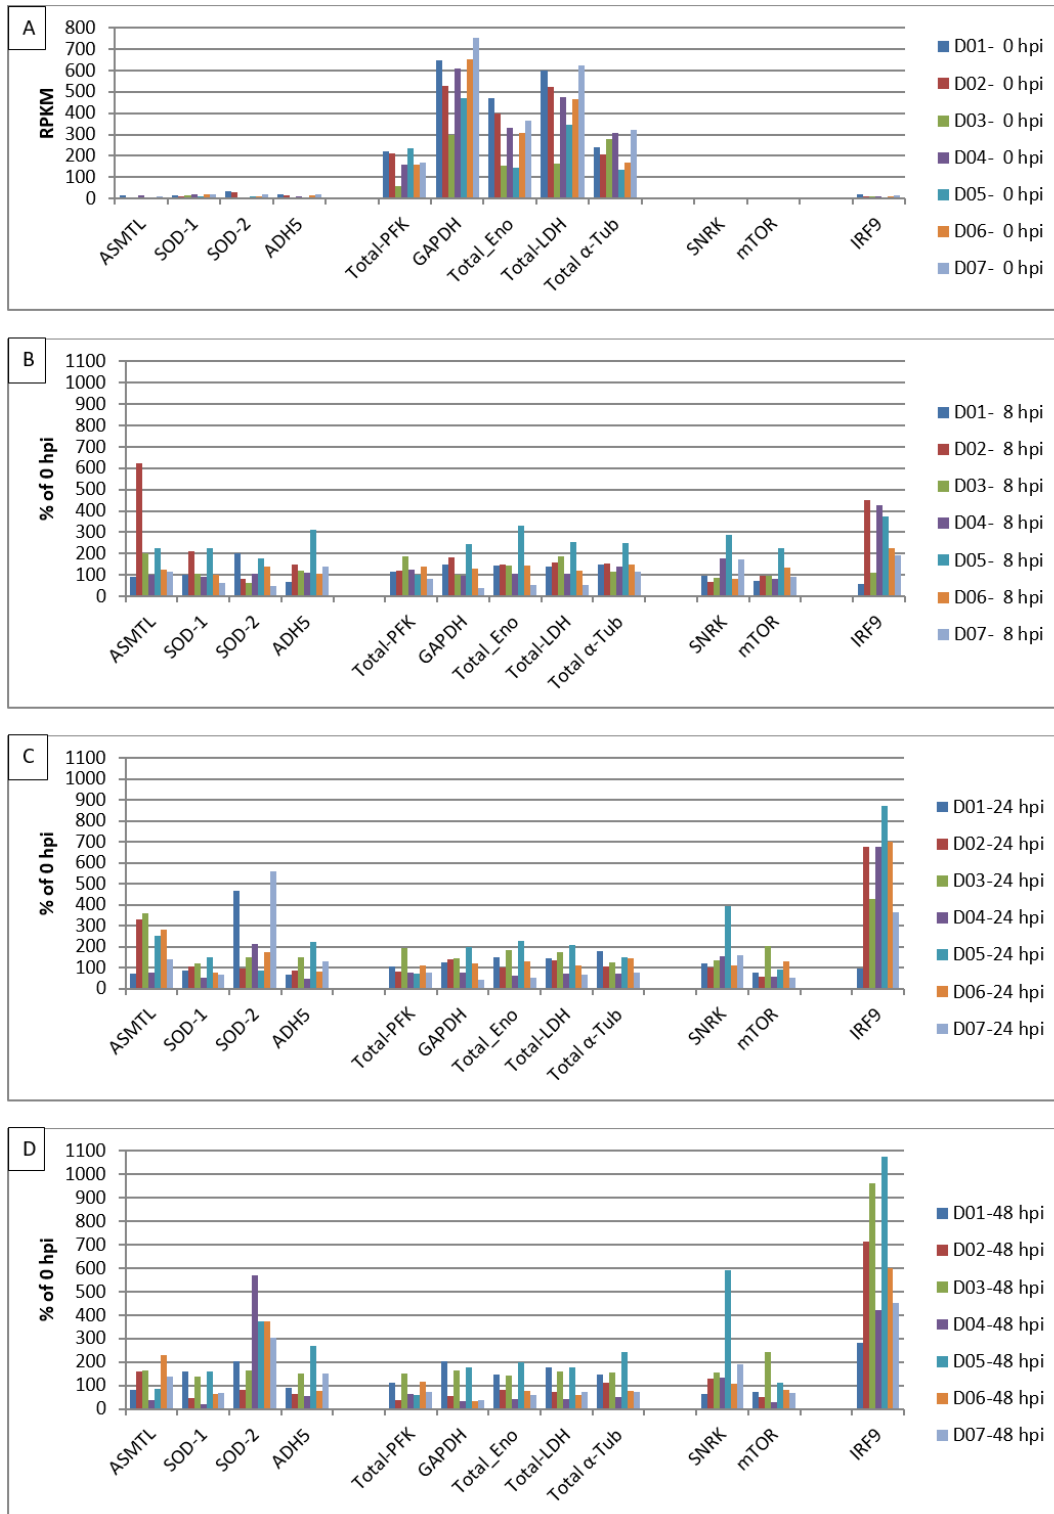 A
RPKM
800
700
600
500
400
300
200
100
0
ASMTL
SOD-1
SOD-2
ADH5
Total-PFK
GAPDH
Total_Eno
Total-LDH
Total α-Tub
SNRK
mTOR
IRF9
D01- 0 hpi
D02- 0 hpi
D03- 0 hpi
D04- 0 hpi
D05- 0 hpi
D06- 0 hpi
D07- 0 hpi
B
% of 0 hpi
1100
1000
900
800
700
600
500
400
300
200
100
0
ASMTL
SOD-1
SOD-2
ADH5
Total-PFK
GAPDH
Total_Eno
Total-LDH
Total α-Tub
SNRK
mTOR
IRF9
D01- 8 hpi
D02- 8 hpi
D03- 8 hpi
D04- 8 hpi
D05- 8 hpi
D06- 8 hpi
D07- 8 hpi
C
% of 0 hpi
1100
1000
900
800
700
600
500
400
300
200
100
0
ASMTL
SOD-1
SOD-2
ADH5
Total-PFK
GAPDH
Total_Eno
Total-LDH
Total α-Tub
SNRK
mTOR
IRF9
D01-24 hpi
D02-24 hpi
D03-24 hpi
D04-24 hpi
D05-24 hpi
D06-24 hpi
D07-24 hpi
D
% of 0 hpi
1100
1000
900
800
700
600
500
400
300
200
100
0
ASMTL
SOD-1
SOD-2
ADH5
Total-PFK
GAPDH
Total_Eno
Total-LDH
Total α-Tub
SNRK
mTOR
IRF9
D01-48 hpi
D02-48 hpi
D03-48 hpi
D04-48 hpi
D05-48 hpi
D06-48 hpi
D07-48 hpi